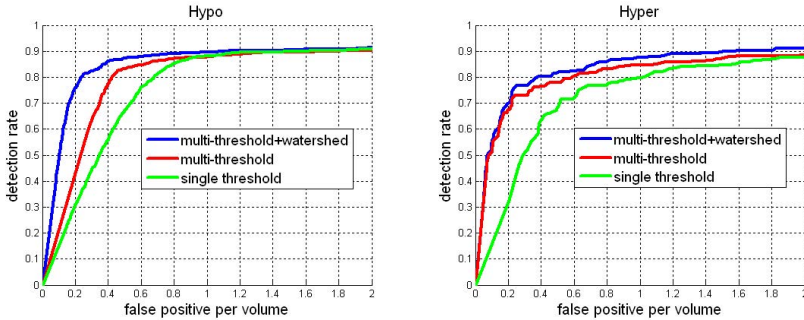 Hypo
1
0.9
0.8
0.7
0.6
0.5
0.4
0.3
0.2
0.1
0
detection rate
multi-threshold+watershed
multi-threshold
single threshold
0 0.2 0.4 0.6 0.8 1 1.2 1.4 1.6 1.8 2
false positive per volume
Hyper
1
0.9
0.8
0.7
0.6
0.5
0.4
0.3
0.2
0.1
0
detection rate
multi-threshold+watershed
multi-threshold
single threshold
0 0.2 0.4 0.6 0.8 1 1.2 1.4 1.6 1.8 2
false positive per volume